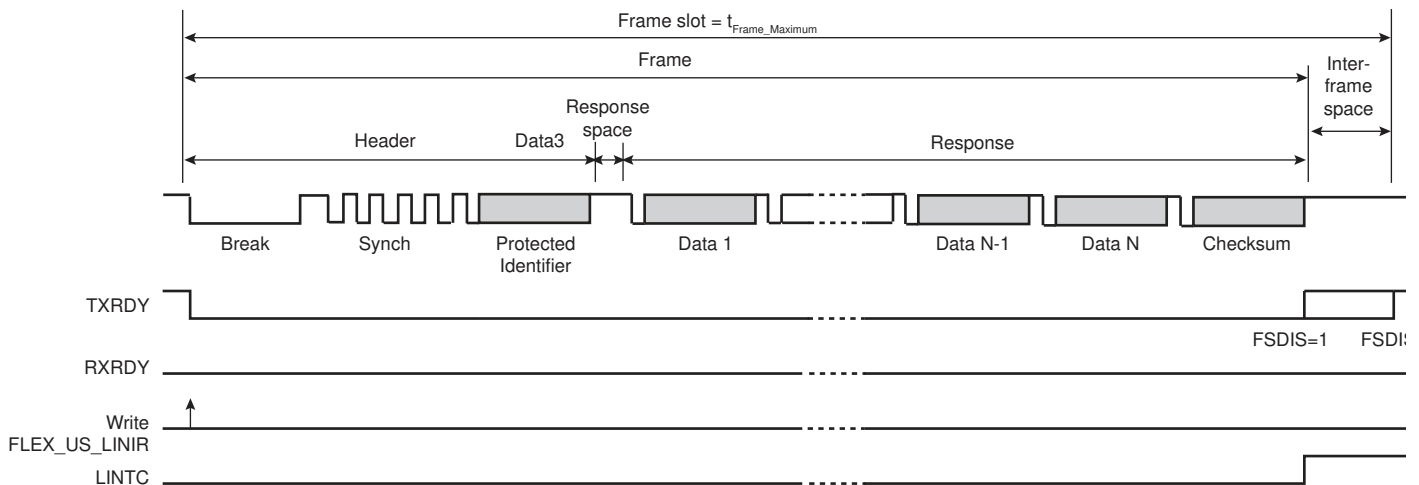 Frame slot = tFrame_Maximum
Frame
Inter-
frame
space
Response
space
Header
Data3
Response
Break
Synch
Protected
Identifier
Data 1
Data N-1
Data N
Checksum
TXRDY
FSDIS=1
FSDIS
RXRDY
Write
FLEX_US_LINIR
LINTC